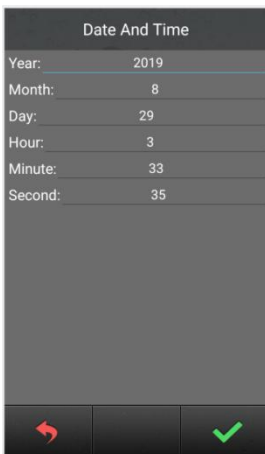 Date And Time
Year: 2019
Month: 8
Day: 29
Hour: 3
Minute: 33
Second: 35